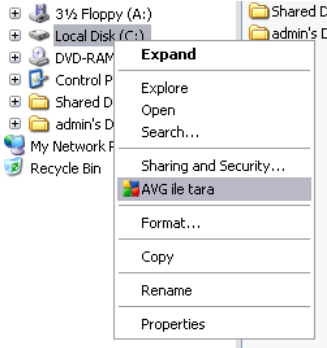 3½ Floppy (A:)
Local Disk (C:)
DVD-RAM
Control P
Shared D
admin's D
My Network P
Recycle Bin
Shared D
admin's D
Expand
Explore
Open
Search...
Sharing and Security...
AVG ile tara
Format...
Copy
Rename
Properties